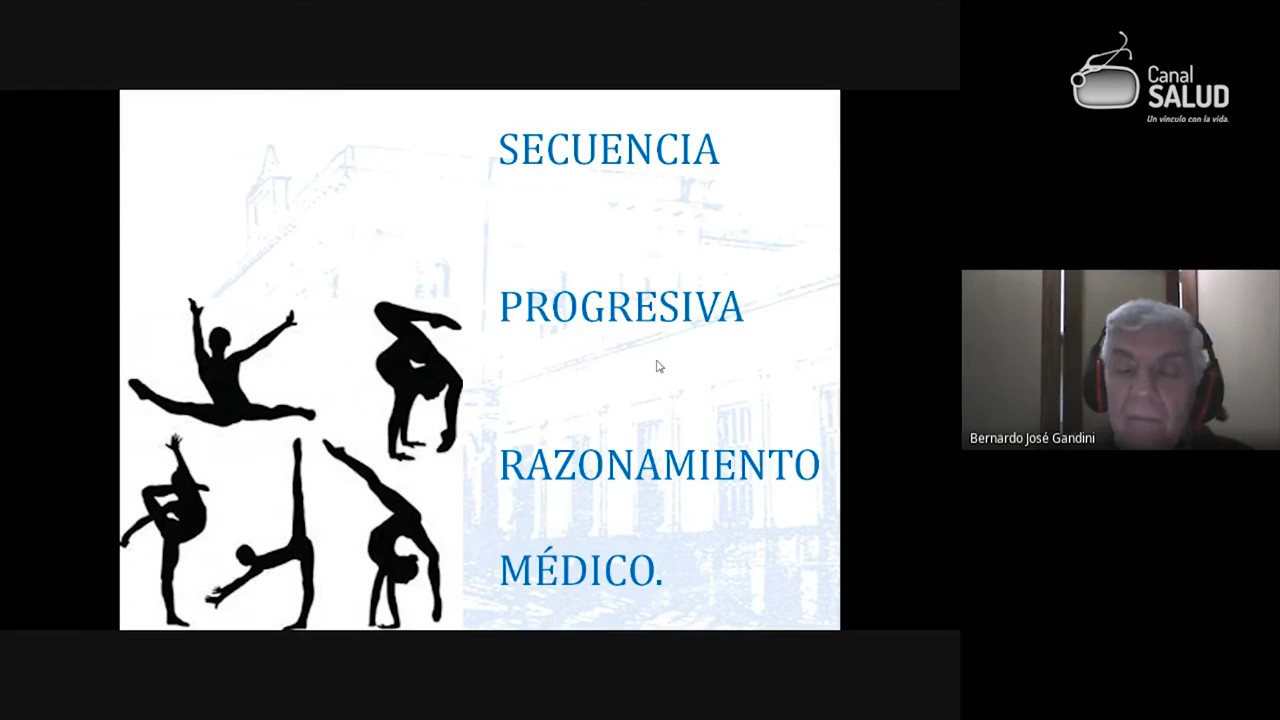 SECUENCIA
PROGRESIVA
RAZONAMIENTO
MÉDICO.
Canal
SALUD
Un vínculo con la vida.
Bernardo José Gandini